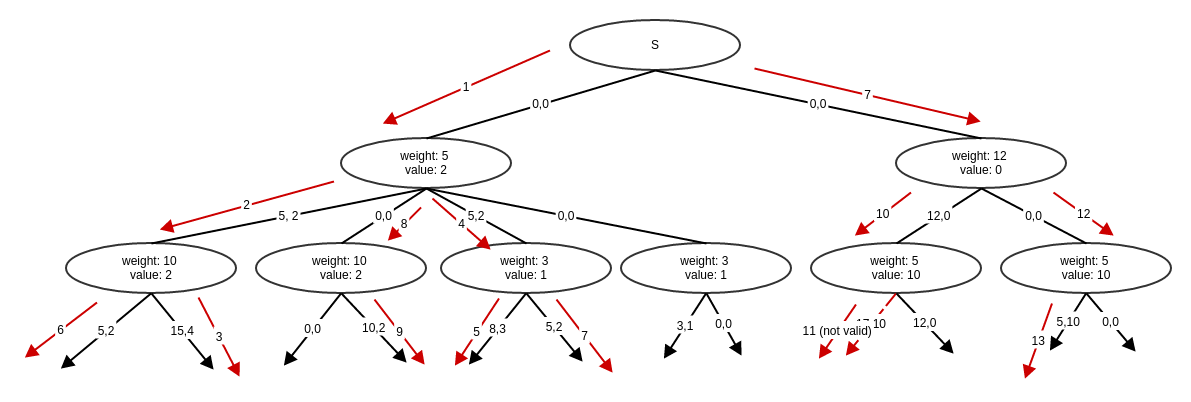 S
1
0,0
0,0
7
weight: 5
value: 2
weight: 12
value: 0
2
5, 2
0,0
8
4
5,2
0,0
10
12,0
0,0
12
weight: 10
value: 2
weight: 10
value: 2
weight: 3
value: 1
weight: 3
value: 1
weight: 5
value: 10
weight: 5
value: 10
6
5,2
15,4
3
0,0
10,2
9
5
8,3
5,2
7
3,1
0,0
11 (not valid)
10
12,0
13
5,10
0,0